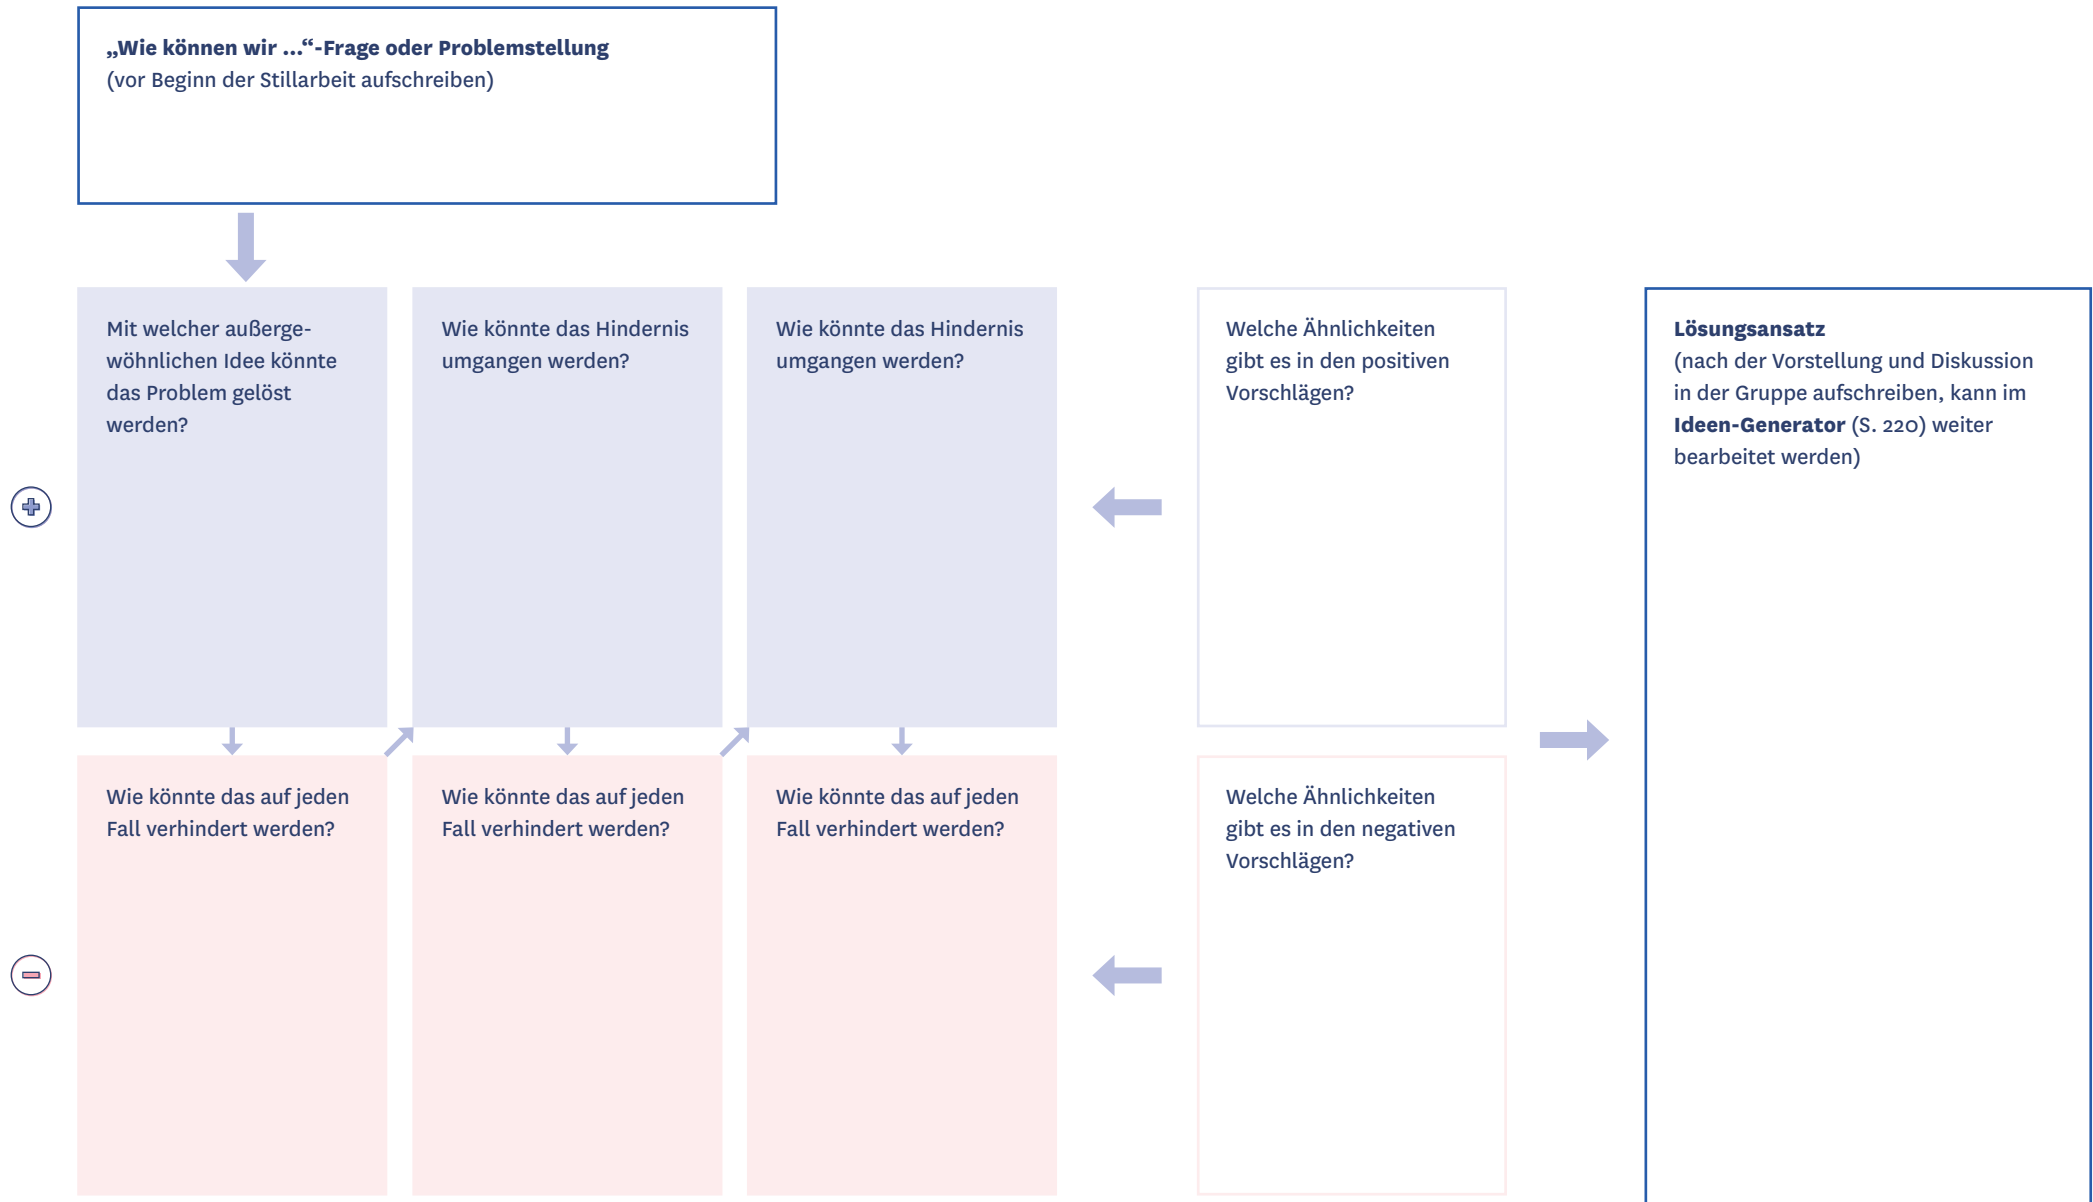 „Wie können wir ...“-Frage oder Problemstellung
(vor Beginn der Stillarbeit aufschreiben)
Mit welcher außerge-
wöhnlichen Idee könnte
das Problem gelöst
werden?
Wie könnte das Hindernis
umgangen werden?
Wie könnte das Hindernis
umgangen werden?
Welche Ähnlichkeiten
gibt es in den positiven
Vorschlägen?
Lösungsansatz
(nach der Vorstellung und Diskussion
in der Gruppe aufschreiben, kann im
Ideen-Generator (S. 220) weiter
bearbeitet werden)
Wie könnte das auf jeden
Fall verhindert werden?
Wie könnte das auf jeden
Fall verhindert werden?
Wie könnte das auf jeden
Fall verhindert werden?
Welche Ähnlichkeiten
gibt es in den negativen
Vorschlägen?